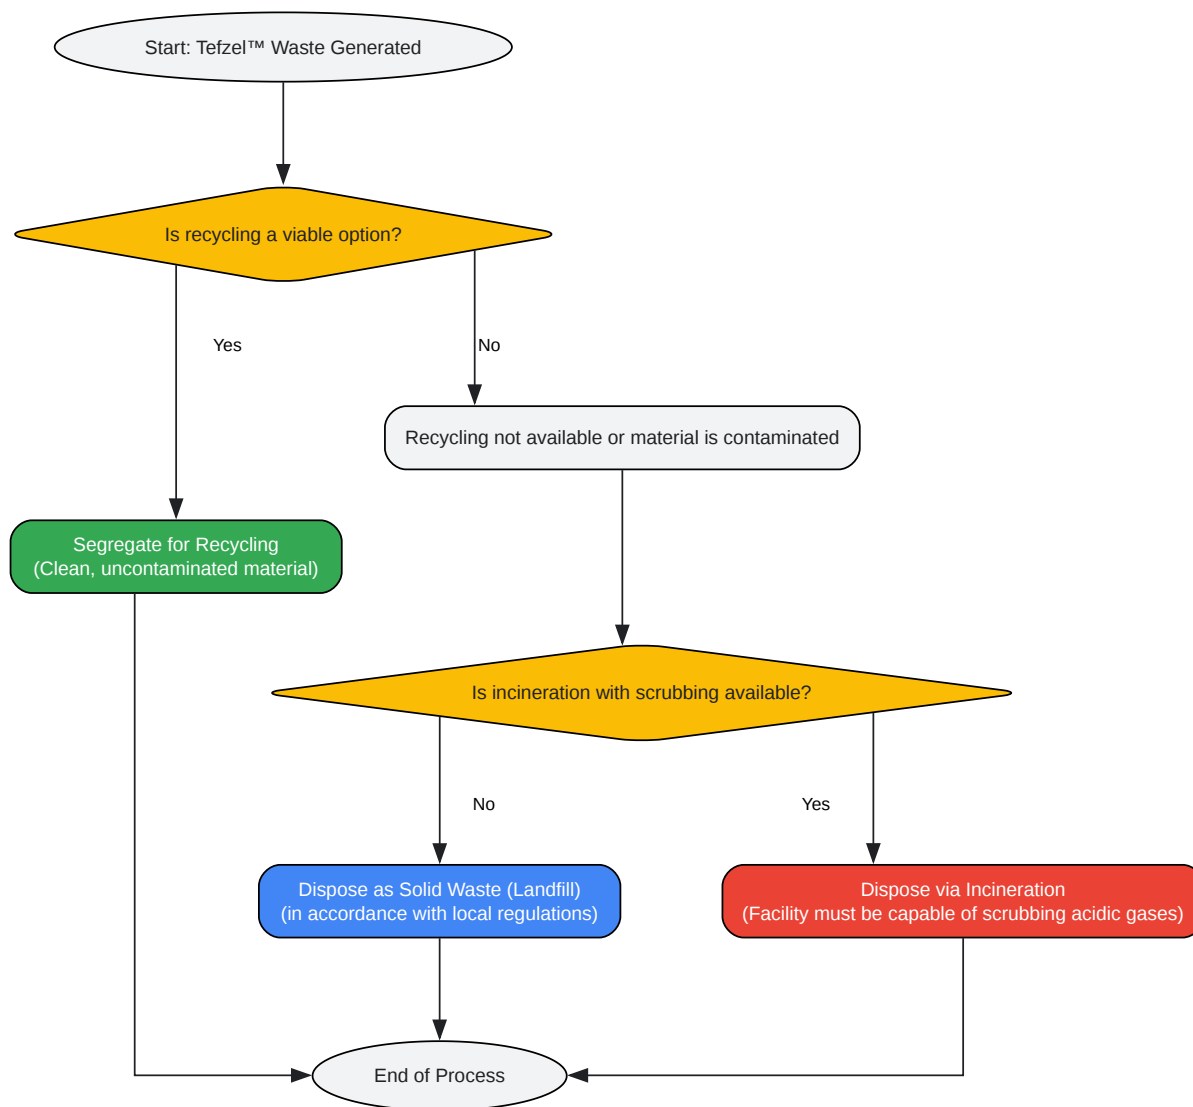 Start: Tefzel™ Waste Generated
Is recycling a viable option?
Yes
No
Recycling not available or material is contaminated
Segregate for Recycling
(Clean, uncontaminated material)
Is incineration with scrubbing available?
No
Yes
Dispose as Solid Waste (Landfill)
(in accordance with local regulations)
Dispose via Incineration
(Facility must be capable of scrubbing acidic gases)
End of Process